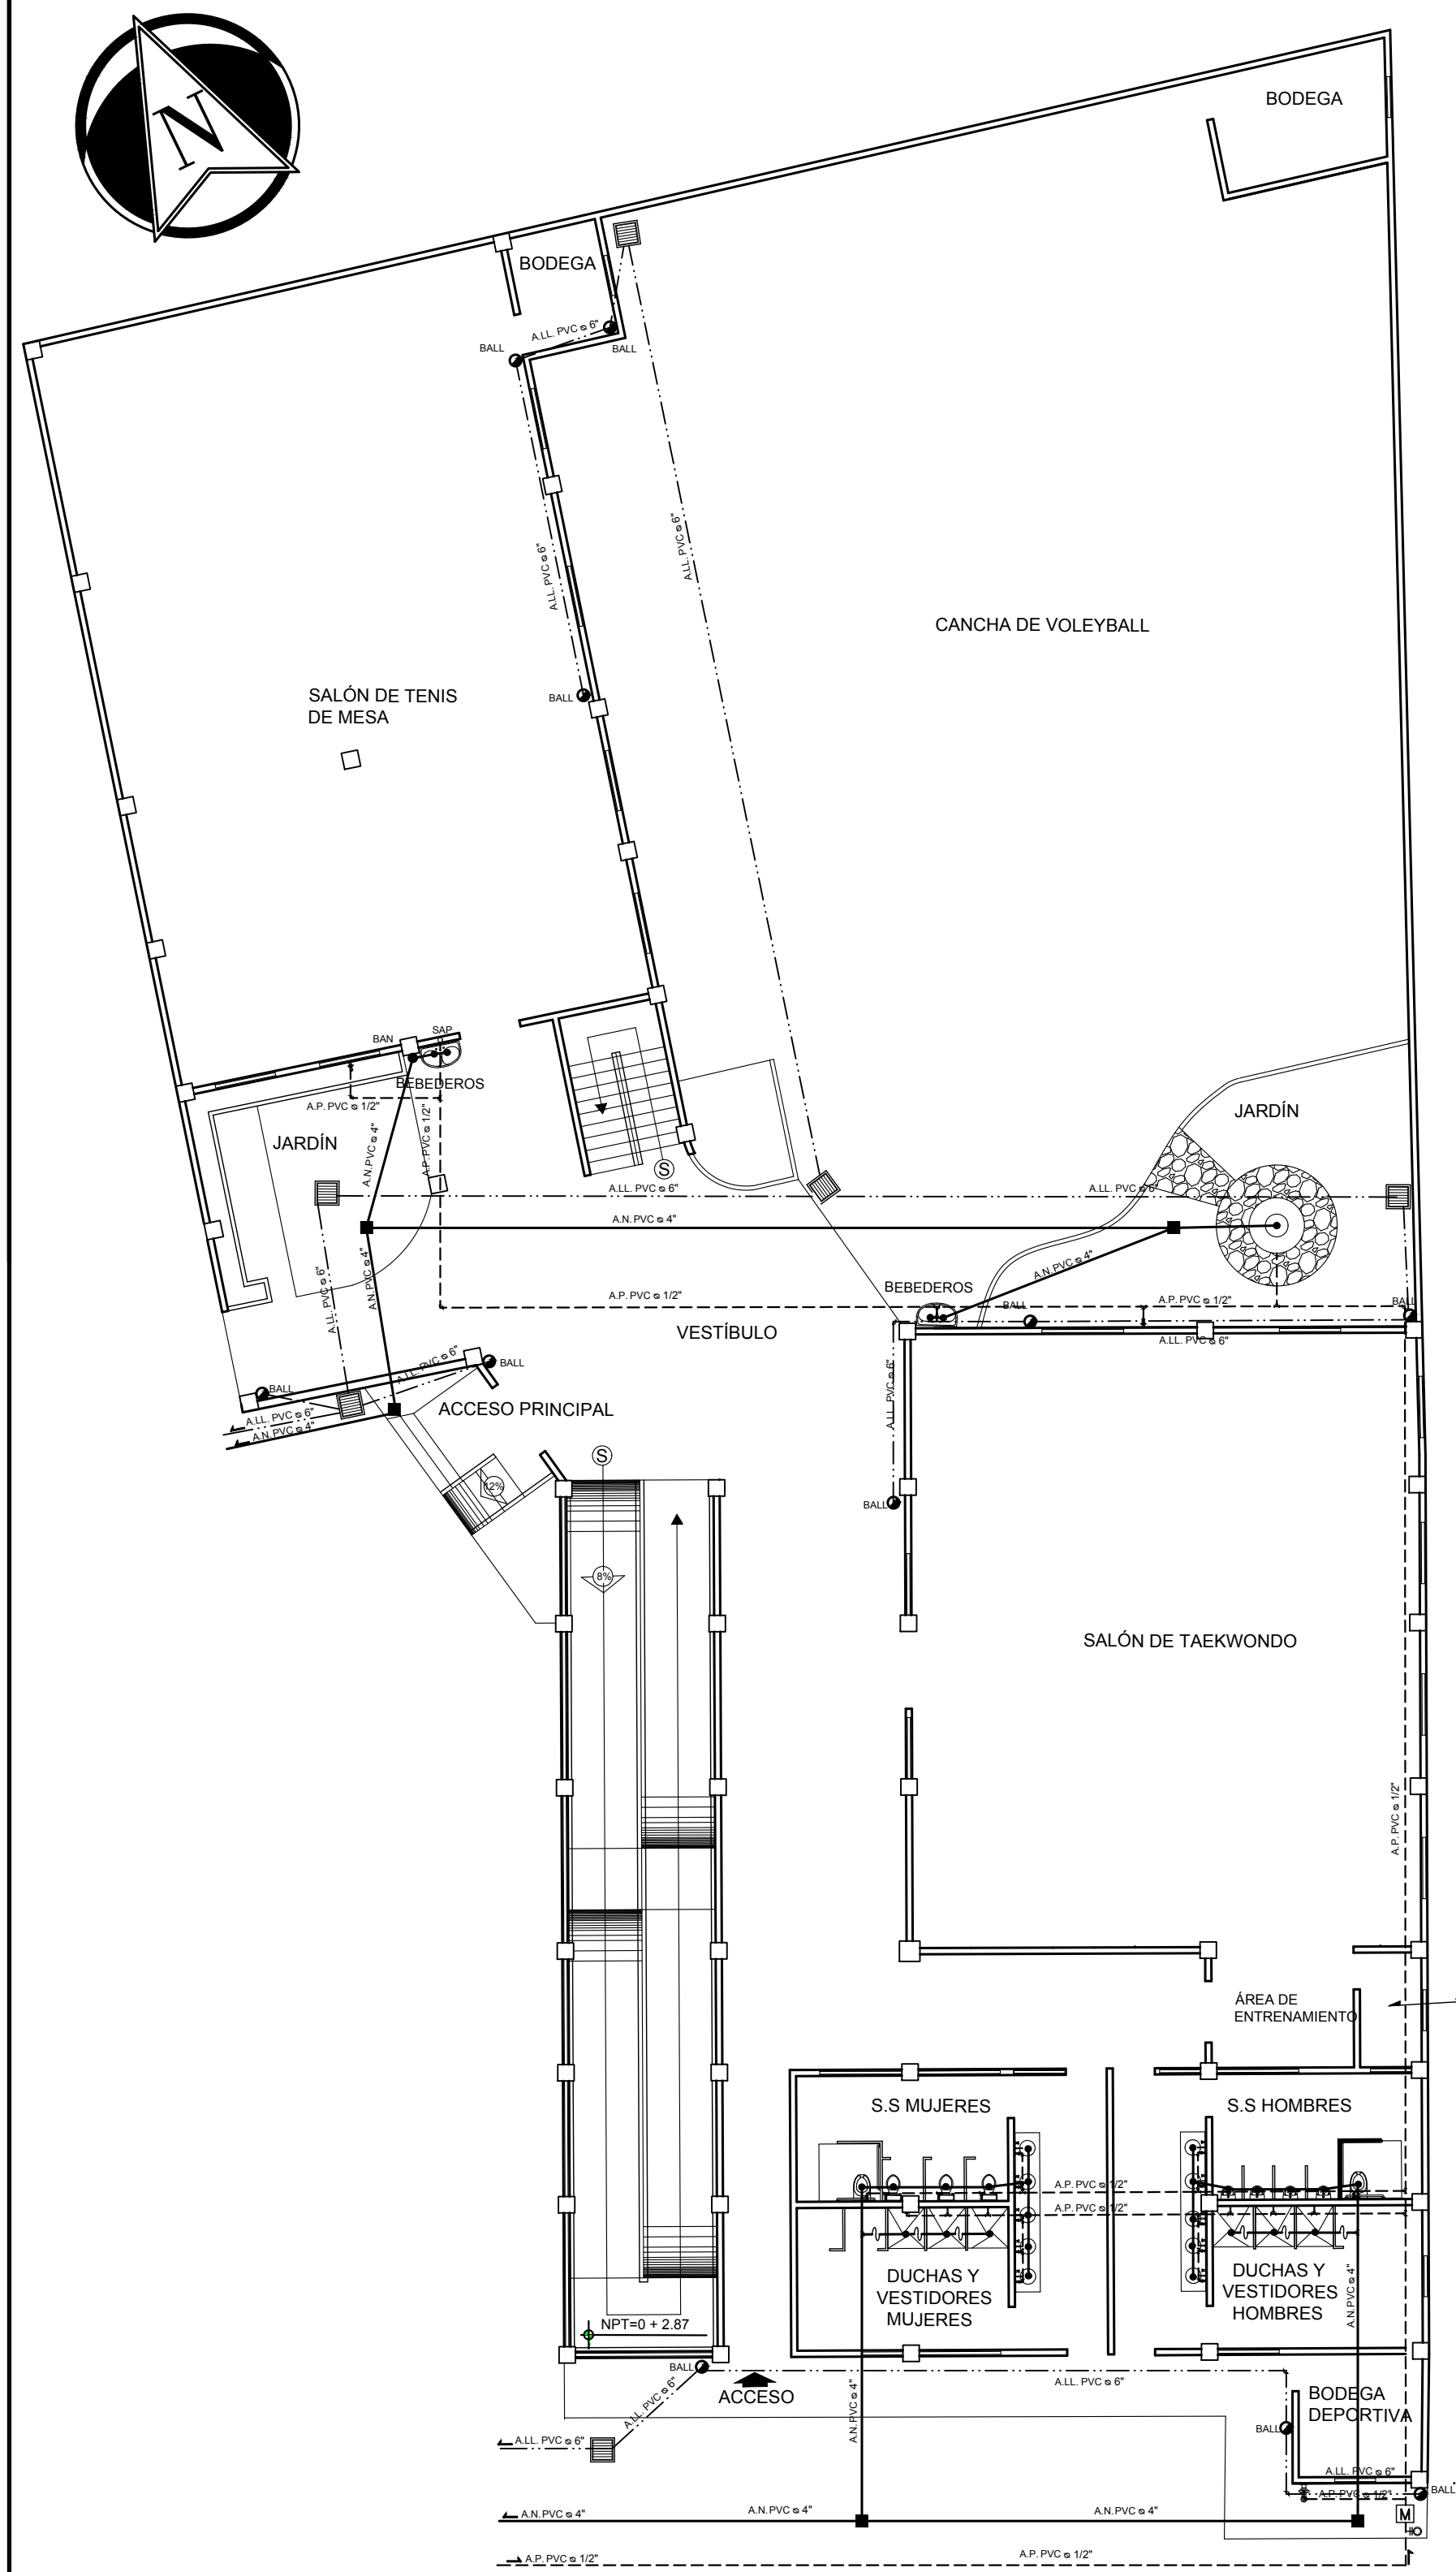 N
BODEGA
BODEGA
A.LL. PVC ⌀ 6"
BALL
BALL
A.LL. PVC ⌀ 6"
A.LL. PVC ⌀ 6"
CANCHA DE VOLEYBALL
SALÓN DE TENIS
DE MESA
BALL
SAP
BAN
BEBEDEROS
A.P. PVC ⌀ 1/2"
A.P. PVC ⌀ 1/2"
A.N. PVC ⌀ 4"
JARDÍN
JARDÍN
S
A.LL. PVC ⌀ 6"
A.LL. PVC ⌀ 6"
A.N. PVC ⌀ 4"
A.N. PVC ⌀ 4"
A.LL. PVC ⌀ 6"
A.N. PVC ⌀ 4"
BEBEDEROS
A.P. PVC ⌀ 1/2"
A.P. PVC ⌀ 1/2"
BALL
BALL
VESTÍBULO
A.LL. PVC ⌀ 6"
A.LL. PVC ⌀ 6"
BALL
A.LL. PVC ⌀ 6"
BALL
ACCESO PRINCIPAL
A.LL. PVC ⌀ 6"
A.N. PVC ⌀ 4"
S
12%
BALL
8%
SALÓN DE TAEKWONDO
A.P. PVC ⌀ 1/2"
ÁREA DE
ENTRENAMIENTO
S.S MUJERES
S.S HOMBRES
A.P. PVC ⌀ 1/2"
A.P. PVC ⌀ 1/2"
DUCHAS Y
VESTIDORES
MUJERES
DUCHAS Y
VESTIDORES
HOMBRES
A.N. PVC ⌀ 4"
NPT=0 + 2.87
BALL
ACCESO
A.LL. PVC ⌀ 6"
A.LL. PVC ⌀ 6"
A.N. PVC ⌀ 4"
BODEGA
DEPORTIVA
BALL
A.LL. PVC ⌀ 6"
A.LL. PVC ⌀ 6"
A.P. PVC ⌀ 1/2"
BALL
M
A.N. PVC ⌀ 4"
A.N. PVC ⌀ 4"
A.N. PVC ⌀ 4"
A.P. PVC ⌀ 1/2"
A.P. PVC ⌀ 1/2"